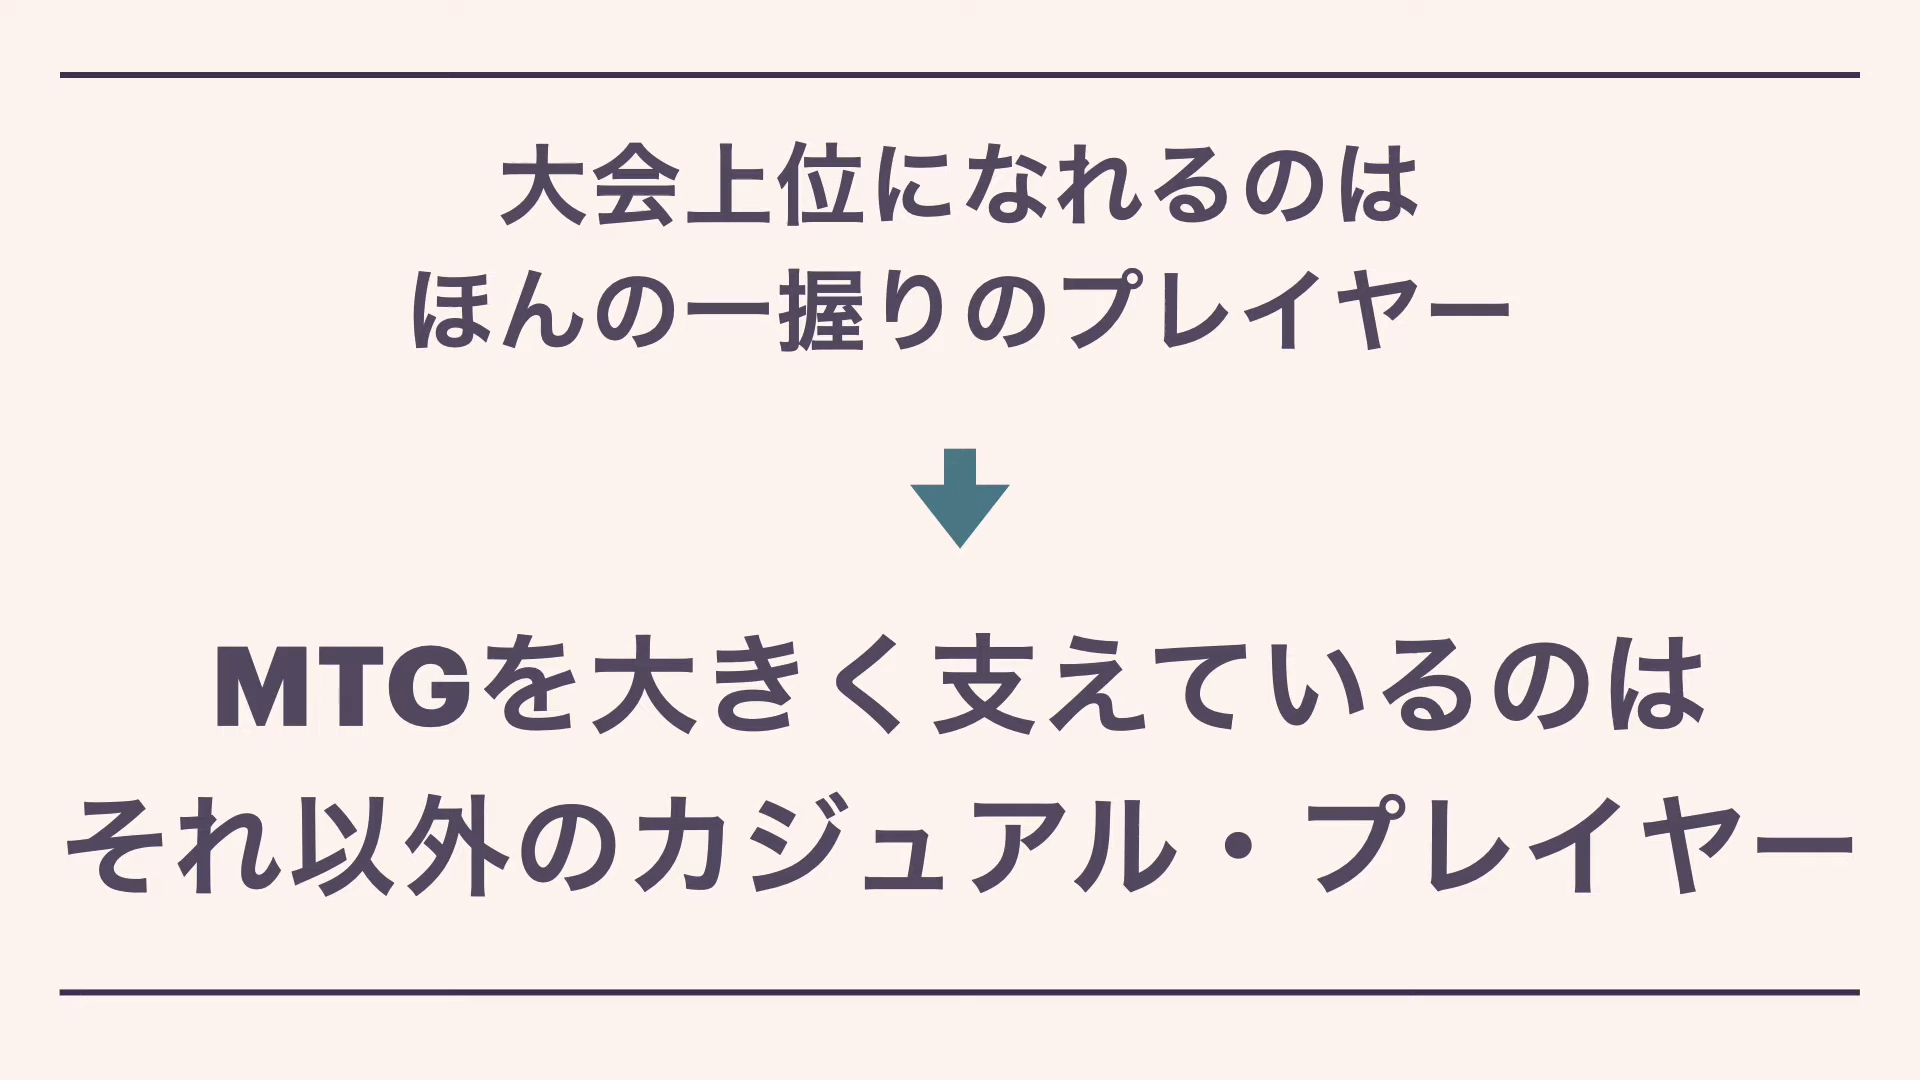 大会上位になれるのは
ほんの一握りのプレイヤー
MTGを大きく支えているのは
それ以外のカジュアル・プレイヤー